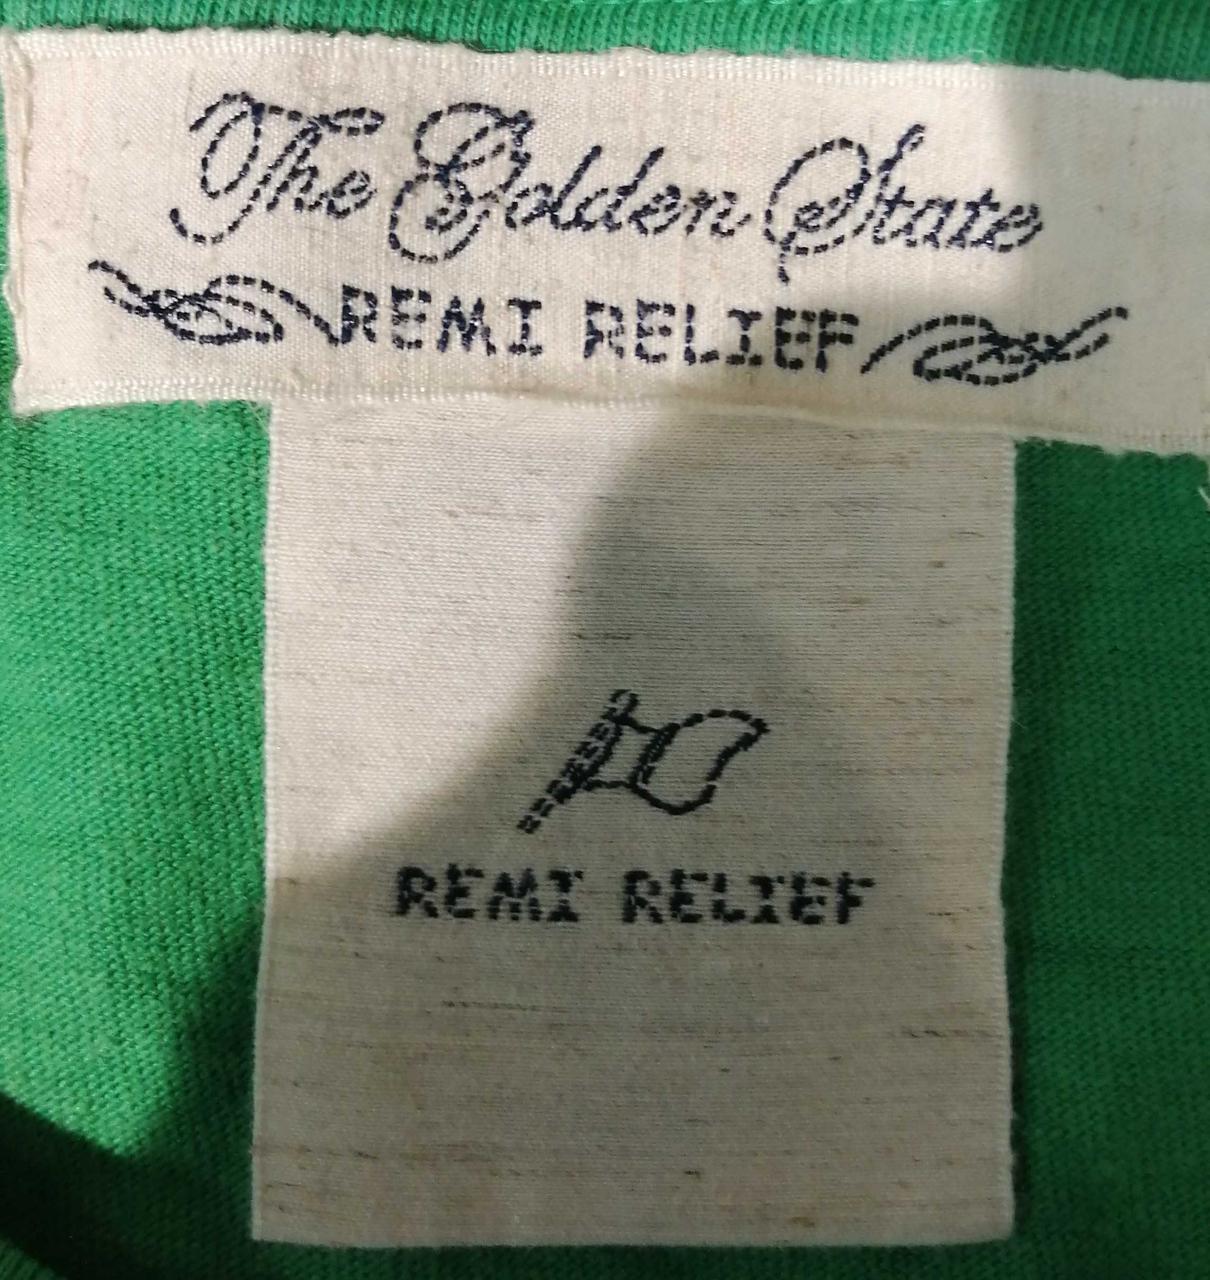 The Golden State
REMI RELIEF
REMI RELIEF